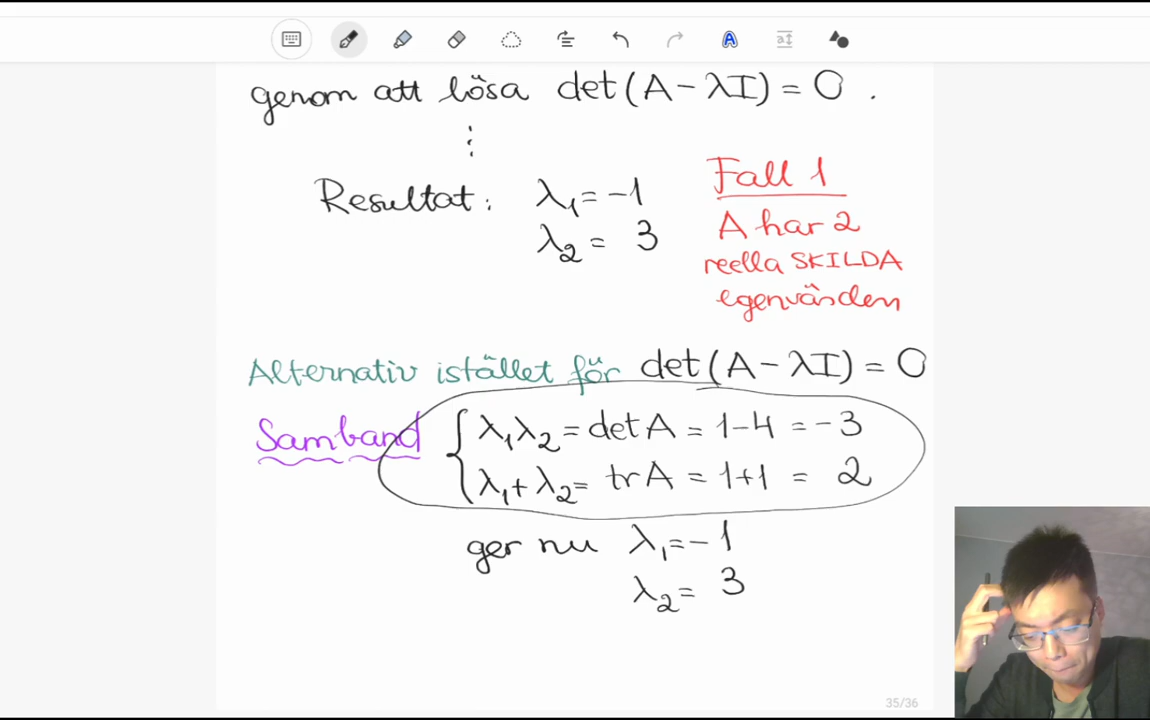 genom att lösa det(A-λI)=0.
⋮
Resultat: λ₁=-1
λ₂= 3
Fall 1
A har 2
reella SKILDA
egenvärden
Alternativ istället för det(A-λI)=0
Samband { λ₁λ₂=detA=1-4=-3
λ₁+λ₂= trA = 1+1 = 2
ger nu λ₁=-1
λ₂= 3
35/36